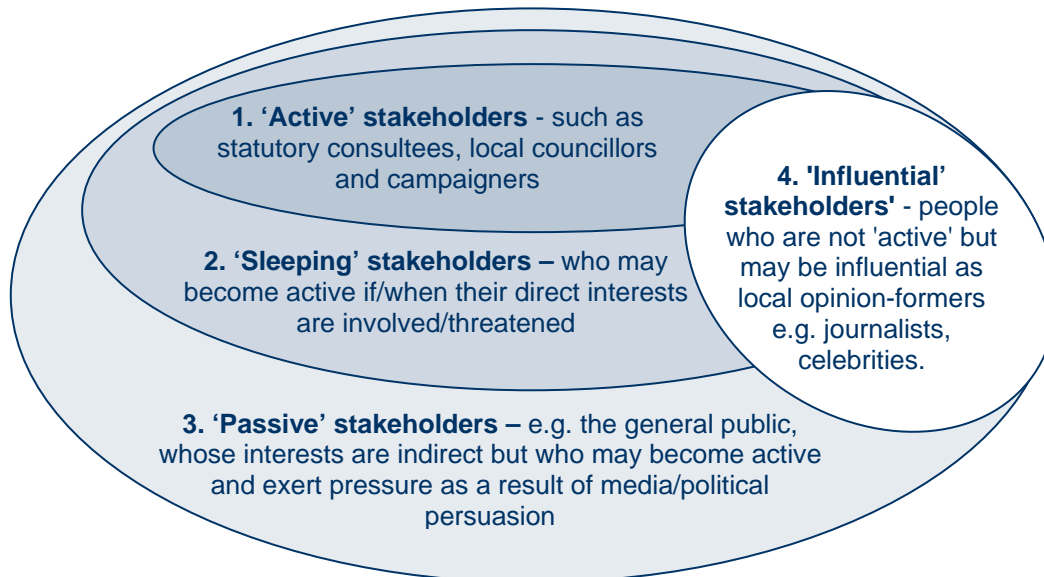 1. ‘Active’ stakeholders - such as
statutory consultees, local councillors
and campaigners
2. ‘Sleeping’ stakeholders – who may
become active if/when their direct interests
are involved/threatened
3. ‘Passive’ stakeholders – e.g. the general public,
whose interests are indirect but who may become active
and exert pressure as a result of media/political
persuasion
4. 'Influential’
stakeholders' - people
who are not 'active' but
may be influential as
local opinion-formers
e.g. journalists,
celebrities.